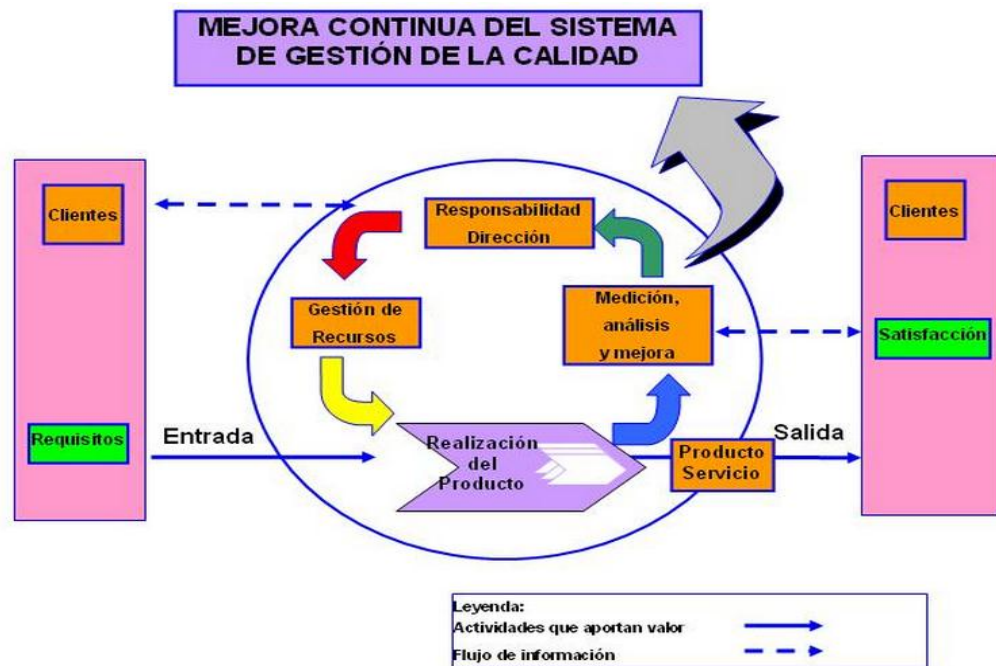 MEJORA CONTINUA DEL SISTEMA
DE GESTIÓN DE LA CALIDAD
Clientes
Requisitos
Entrada
Responsabilidad
Dirección
Gestión de
Recursos
Medición,
análisis
y mejora
Realización
del
Producto
Producto
Servicio
Salida
Clientes
Satisfacción
Leyenda:
Actividades que aportan valor
Flujo de información